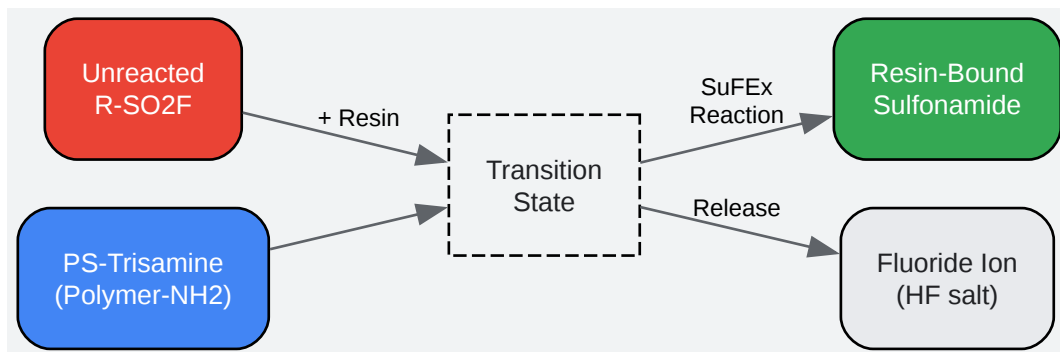 Unreacted
R-SO2F
+ Resin
SuFEx
Reaction
Resin-Bound
Sulfonamide
Transition
State
PS-Trisamine
(Polymer-NH2)
Release
Fluoride Ion
(HF salt)